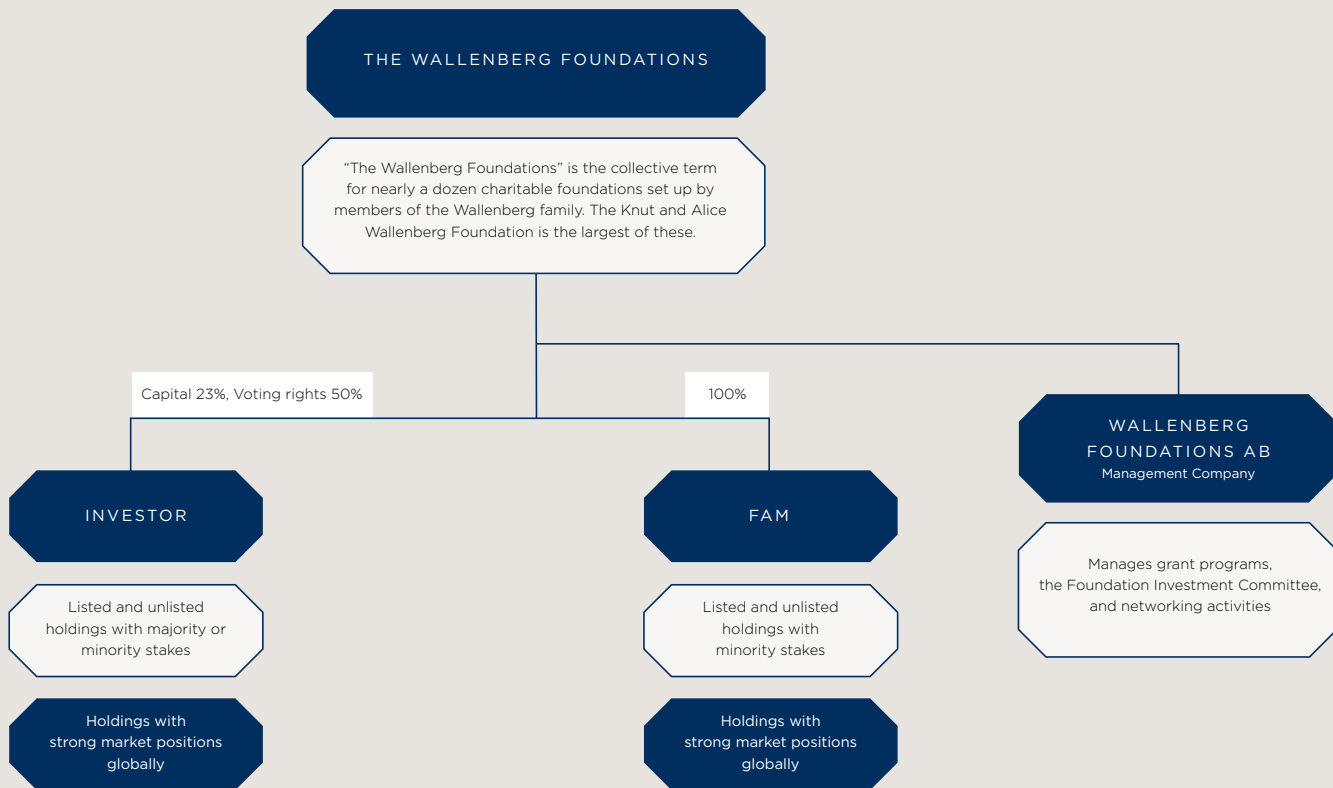 THE WALLENBERG FOUNDATIONS
“The Wallenberg Foundations” is the collective term
for nearly a dozen charitable foundations set up by
members of the Wallenberg family. The Knut and Alice
Wallenberg Foundation is the largest of these.
Capital 23%, Voting rights 50%
100%
WALLENBERG
FOUNDATIONS AB
Management Company
Manages grant programs,
the Foundation Investment Committee,
and networking activities
INVESTOR
Listed and unlisted
holdings with majority or
minority stakes
Holdings with
strong market positions
globally
FAM
Listed and unlisted
holdings with
minority stakes
Holdings with
strong market positions
globally